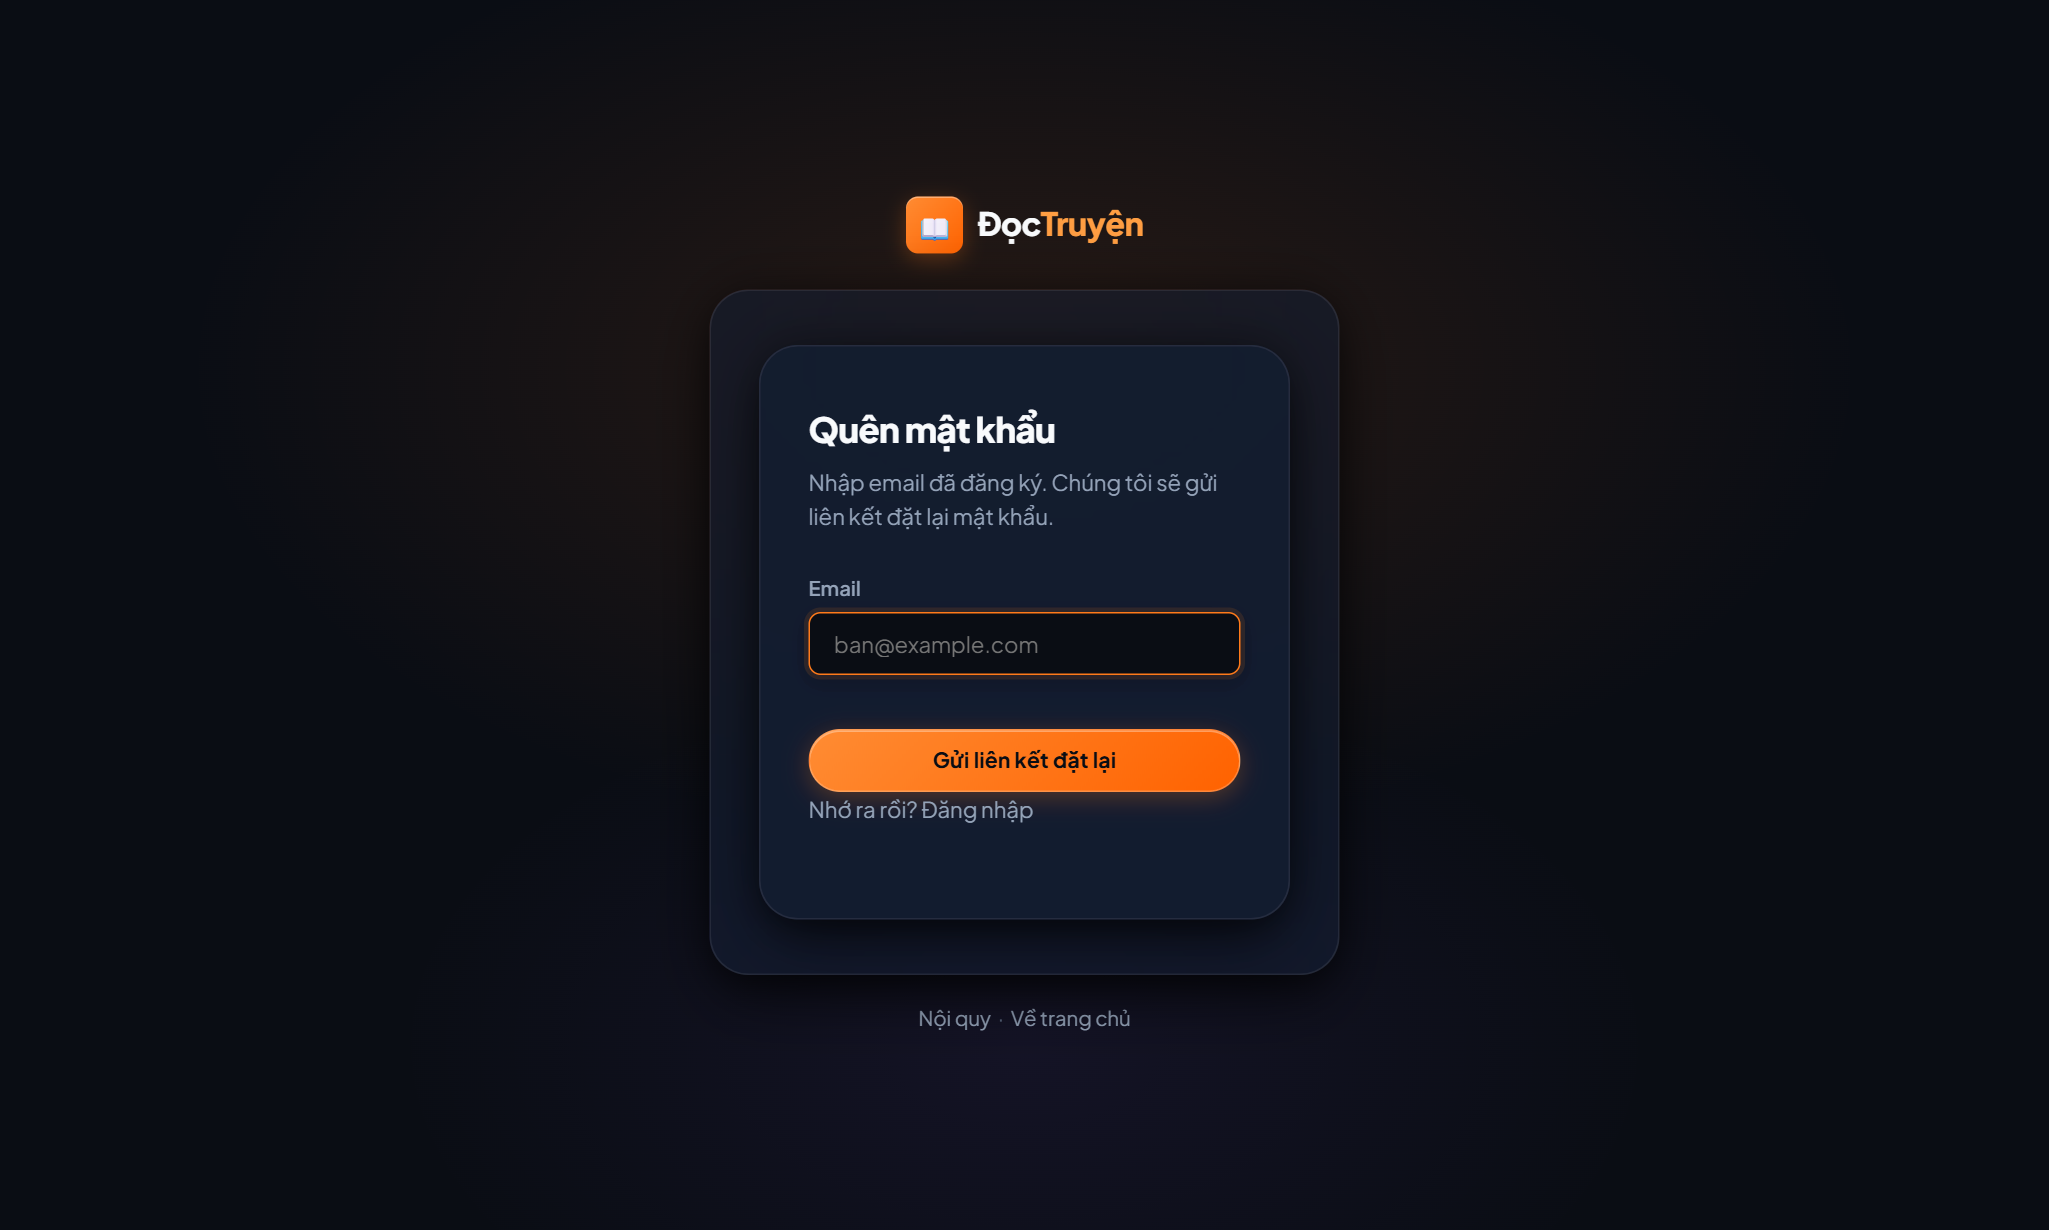 ĐọcTruyện
Quên mật khẩu
Nhập email đã đăng ký. Chúng tôi sẽ gửi
liên kết đặt lại mật khẩu.
Email
ban@example.com
Gửi liên kết đặt lại
Nhớ ra rồi? Đăng nhập
Nội quy · Về trang chủ